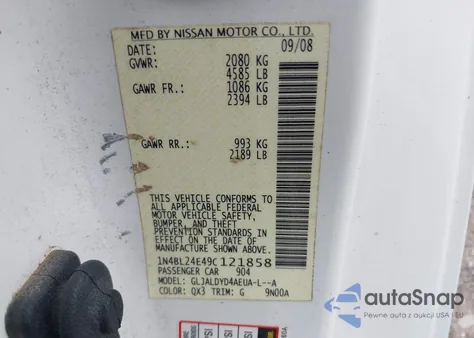 MFD BY NISSAN MOTOR CO., LTD.
DATE: 09/08
GVWR: 2080 KG
4585 LB
GAWR FR.: 1086 KG
2394 LB
GAWR RR.: 993 KG
2189 LB
THIS VEHICLE CONFORMS TO
ALL APPLICABLE FEDERAL
MOTOR VEHICLE SAFETY,
BUMPER, AND THEFT
PREVENTION STANDARDS IN
EFFECT ON THE DATE OF
MANUFACTURE SHOWN ABOVE.
1N4BL24E49C121858
PASSENGER CAR 904
MODEL: GLJALDYD4AEUA-L--A
COLOR: QX3 TRIM: G 9N00A
autoSnap
Pewne auta z aukcji w USA i EU